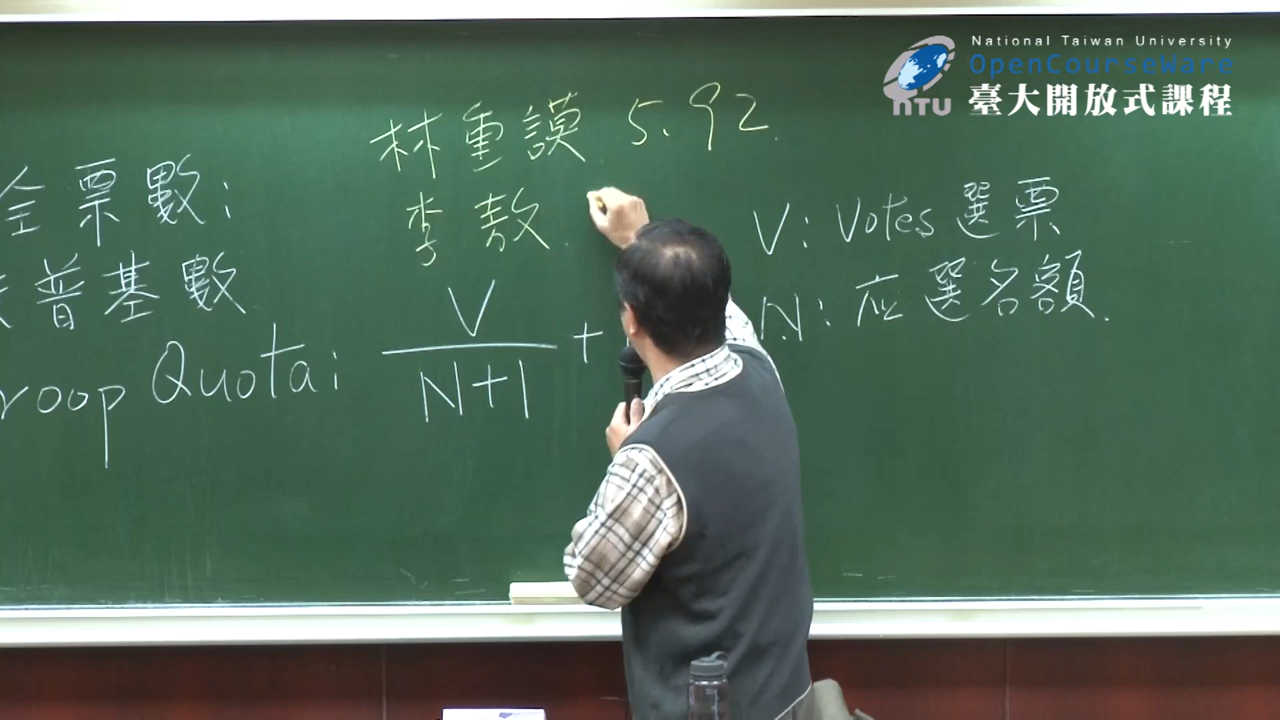 National Taiwan University
OpenCourseWare
NTU 臺大開放式課程
林重謨 5.92
李敖
全票數:
普基數
roop Quota: V / N+1 +
V: Votes 選票
N: 应選名額.